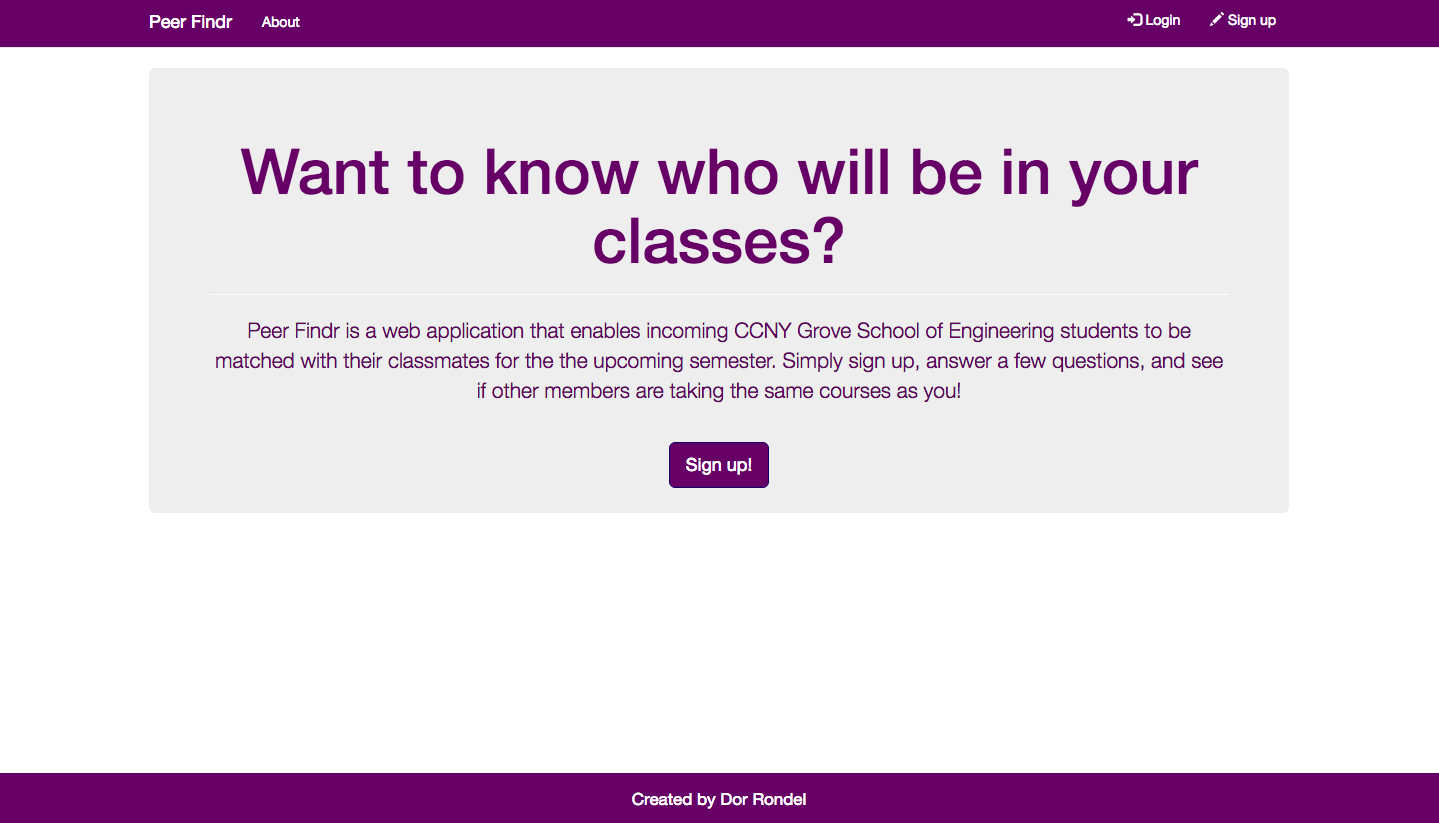 Peer Findr About Login Sign up
Want to know who will be in your
classes?
Peer Findr is a web application that enables incoming CCNY Grove School of Engineering students to be
matched with their classmates for the the upcoming semester. Simply sign up, answer a few questions, and see
if other members are taking the same courses as you!
Sign up!
Created by Dor Rondel